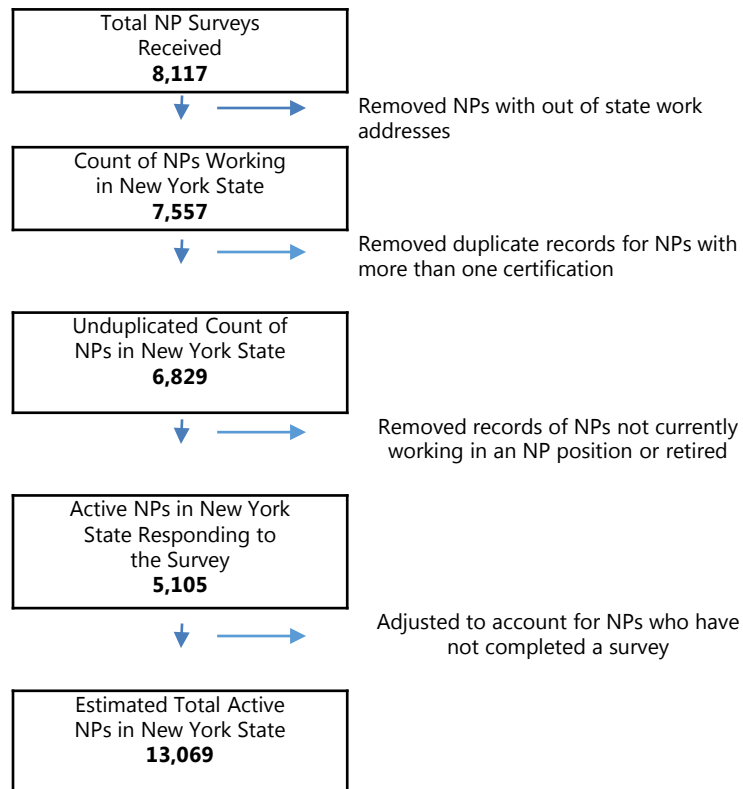 Total NP Surveys
Received
8,117
Removed NPs with out of state work
addresses
Count of NPs Working
in New York State
7,557
Removed duplicate records for NPs with
more than one certification
Unduplicated Count of
NPs in New York State
6,829
Removed records of NPs not currently
working in an NP position or retired
Active NPs in New York
State Responding to
the Survey
5,105
Adjusted to account for NPs who have
not completed a survey
Estimated Total Active
NPs in New York State
13,069